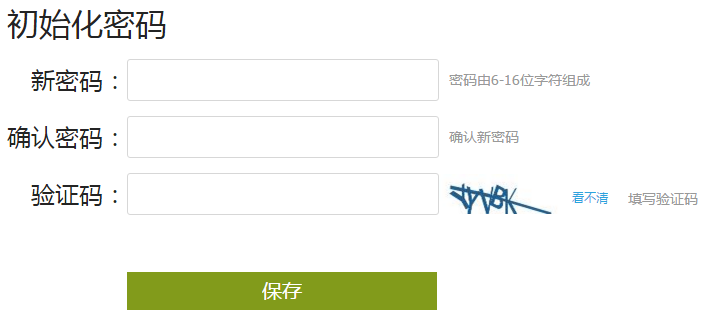 初始化密码
新密码： 密码由6-16位字符组成
确认密码： 确认新密码
验证码： 看不清 填写验证码
保存